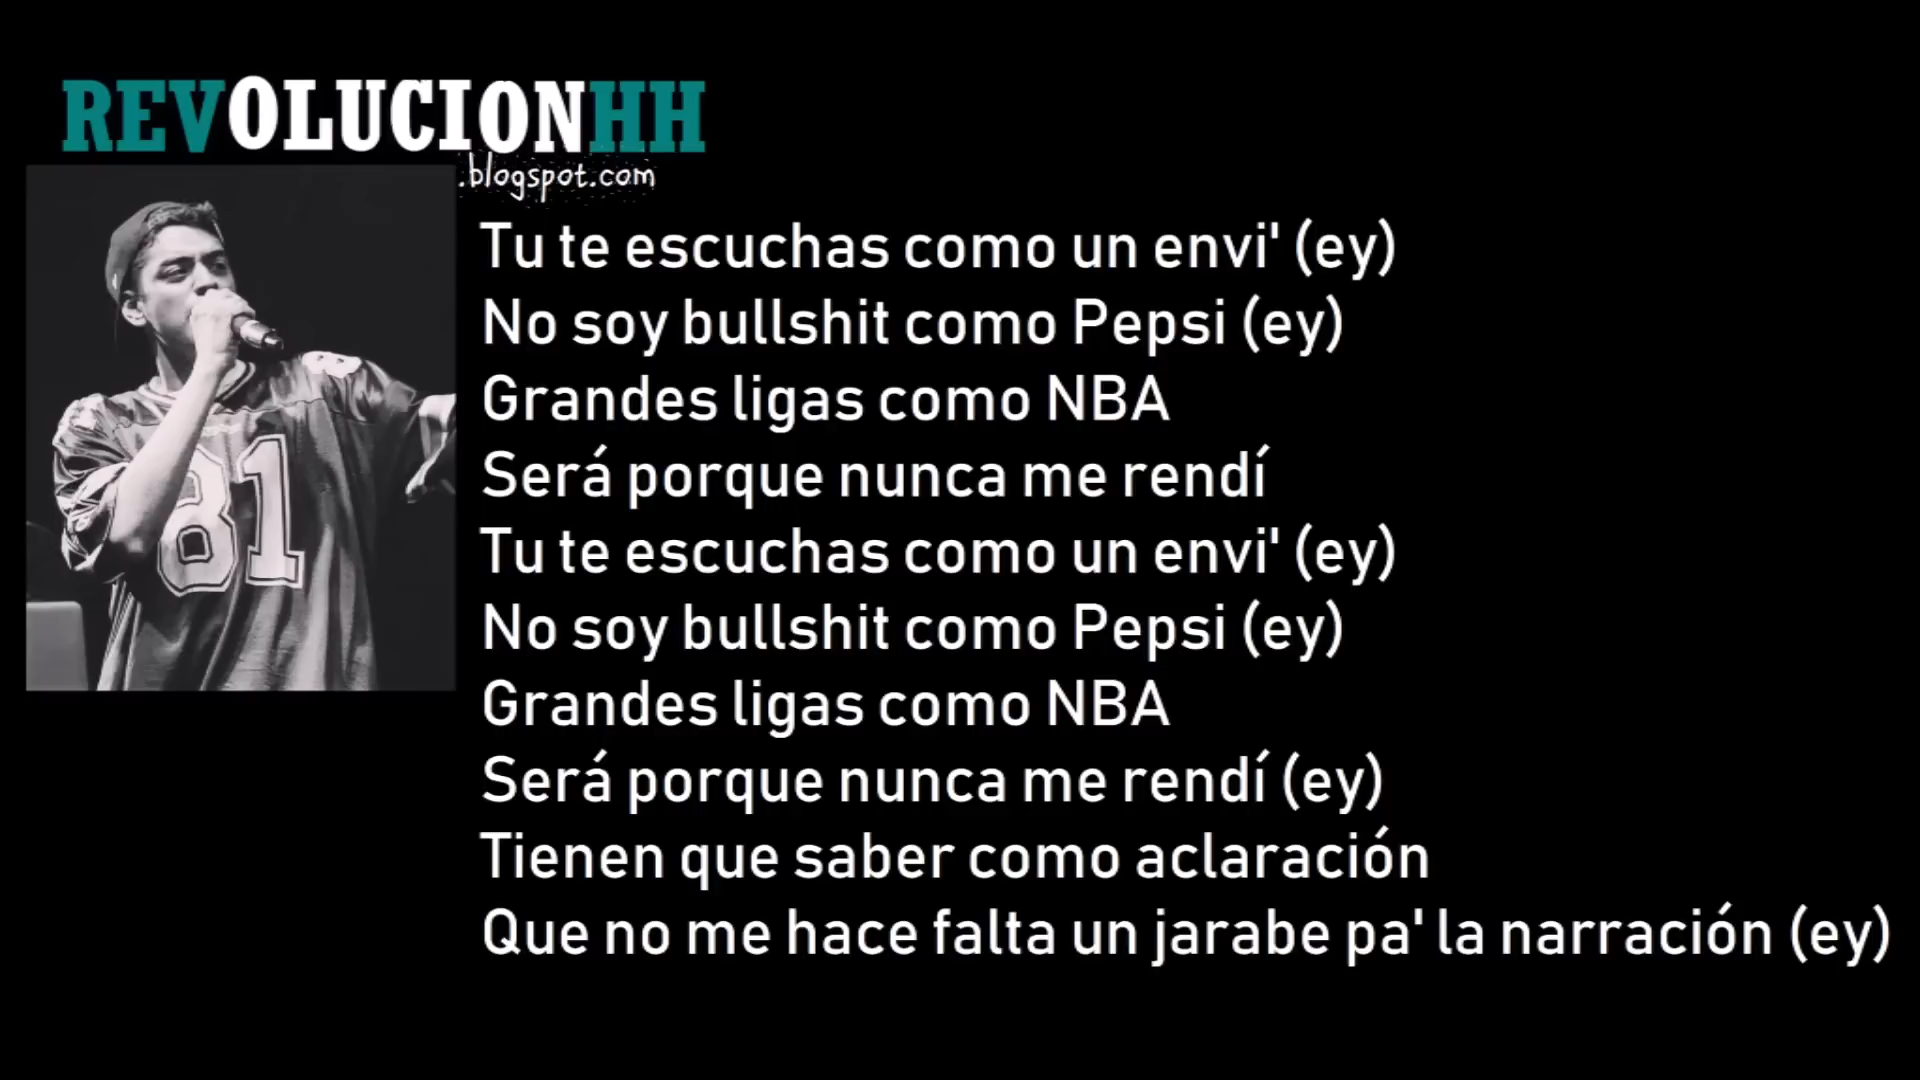 REVOLUCIONHH
.blogspot.com
Tu te escuchas como un envi' (ey)
No soy bullshit como Pepsi (ey)
Grandes ligas como NBA
Será porque nunca me rendí
Tu te escuchas como un envi' (ey)
No soy bullshit como Pepsi (ey)
Grandes ligas como NBA
Será porque nunca me rendí (ey)
Tienen que saber como aclaración
Que no me hace falta un jarabe pa' la narración (ey)
81